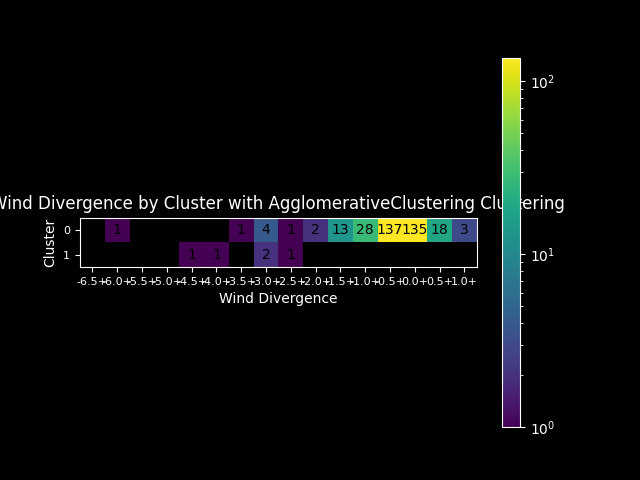 Wind Divergence by Cluster with AgglomerativeClustering Clustering
10²
Cluster
0 1 1 4 1 2 13 28 137 135 18 3
1 1 1 2 1
10¹
-6.5+ -6.0+ -5.5+ -5.0+ -4.5+ -4.0+ -3.5+ -3.0+ -2.5+ -2.0+ -1.5+ -1.0+ -0.5+ 0.0+ 0.5+ 1.0+
Wind Divergence
10⁰